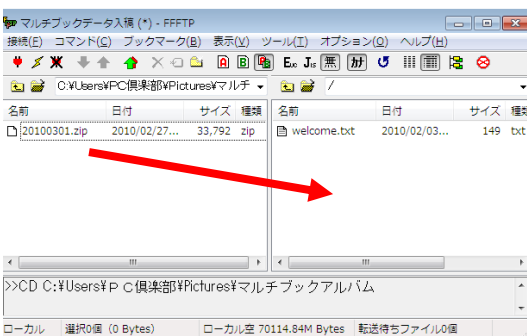 マルチブックデータ入稿 (*) - FFFTP
接続(F) コマンド(C) ブックマーク(B) 表示(V) ツール(T) オプション(O) ヘルプ(H)
A B Exc JIS 無 カナ
C:¥Users¥PC倶楽部¥Pictures¥マルチ /
名前 日付 サイズ 種類 名前 日付 サイズ 種類
20100301.zip 2010/02/27... 33,792 zip welcome.txt 2010/02/03... 149 txt
>>CD C:¥Users¥ＰＣ倶楽部¥Pictures¥マルチブックアルバム
ローカル 選択0個 (0 Bytes) ローカル空 70114.84M Bytes 転送待ちファイル0個